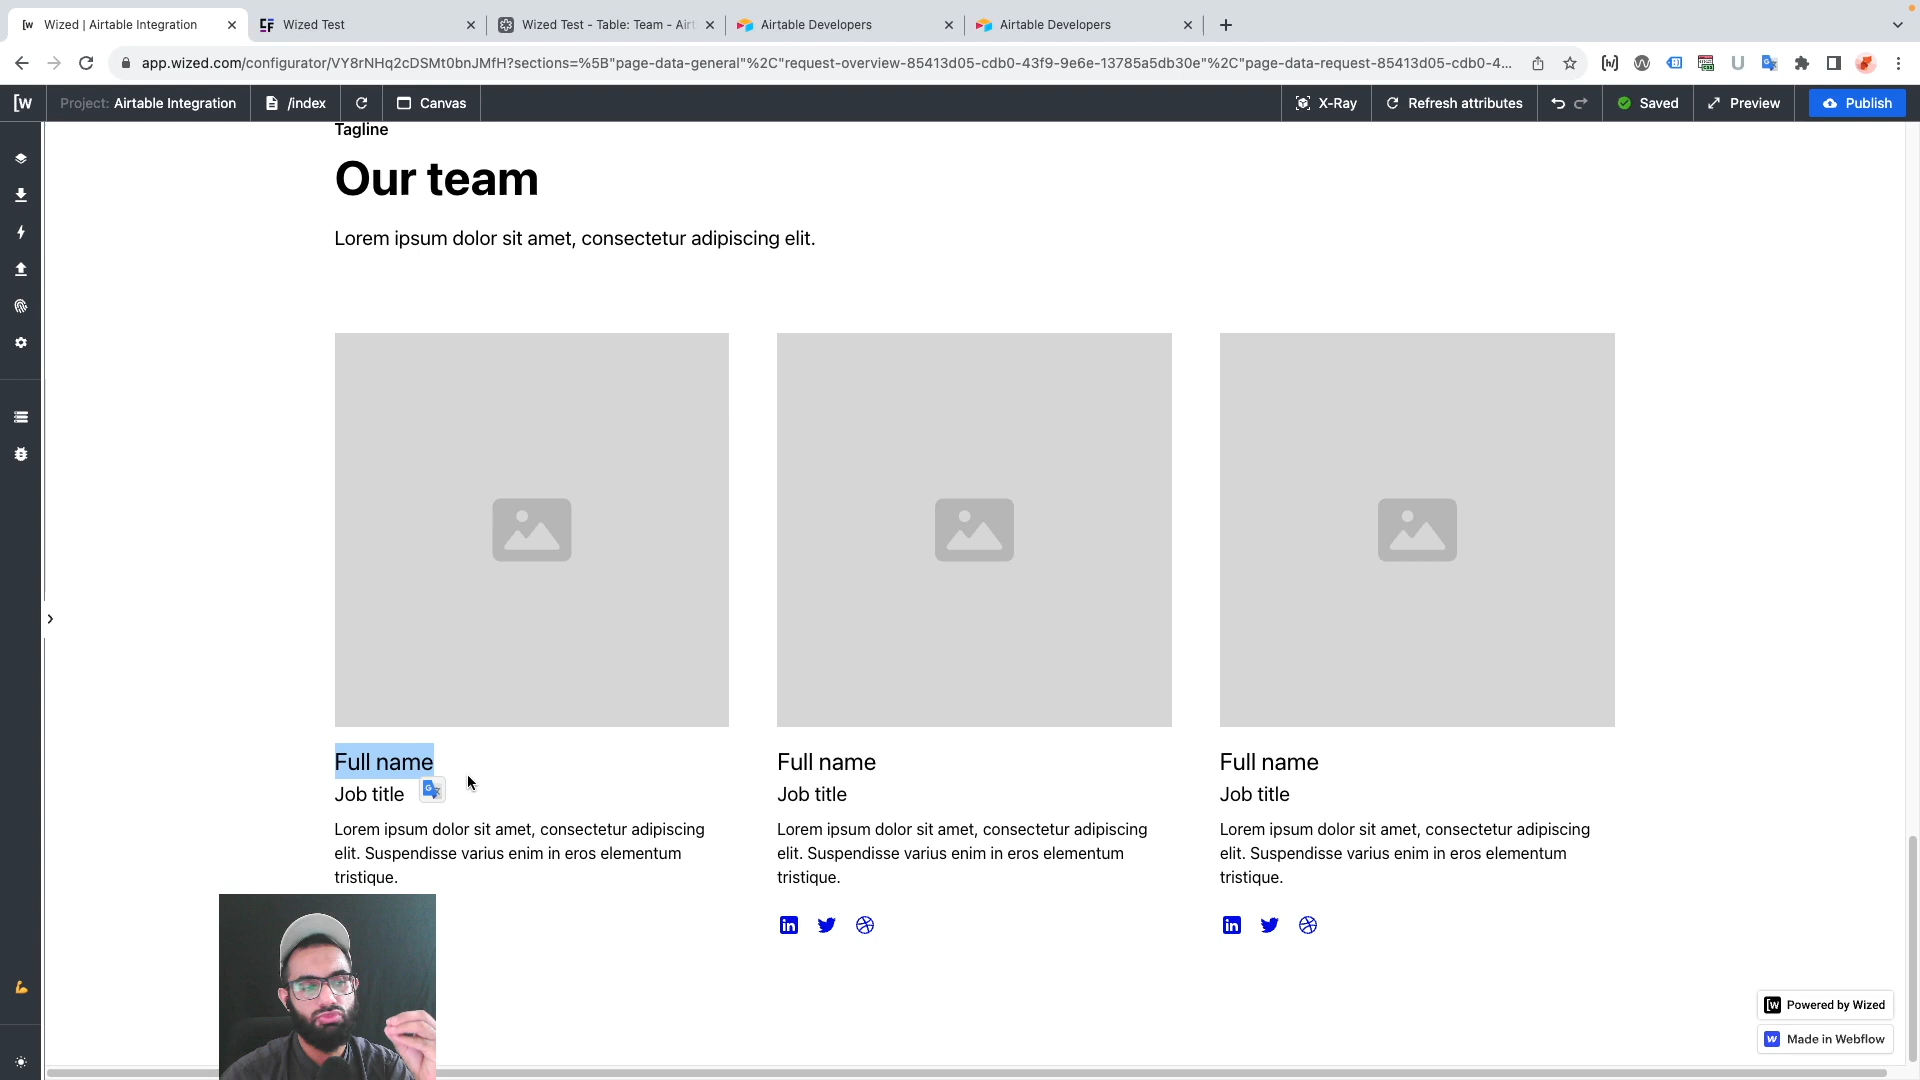 Wized | Airtable Integration
Wized Test
Wized Test - Table: Team - Airt
Airtable Developers
Airtable Developers
app.wized.com/configurator/VY8rNHq2cDSMt0bnJMfH?sections=%5B"page-data-general"%2C"request-overview-85413d05-cdb0-43f9-9e6e-13785a5db30e"%2C"page-data-request-85413d05-cdb0-4...
[w Project: Airtable Integration /index Canvas X-Ray Refresh attributes Saved Preview Publish
Tagline
Our team
Lorem ipsum dolor sit amet, consectetur adipiscing elit.
Full name
Job title
Lorem ipsum dolor sit amet, consectetur adipiscing
elit. Suspendisse varius enim in eros elementum
tristique.
Full name
Job title
Lorem ipsum dolor sit amet, consectetur adipiscing
elit. Suspendisse varius enim in eros elementum
tristique.
Full name
Job title
Lorem ipsum dolor sit amet, consectetur adipiscing
elit. Suspendisse varius enim in eros elementum
tristique.
Powered by Wized
Made in Webflow